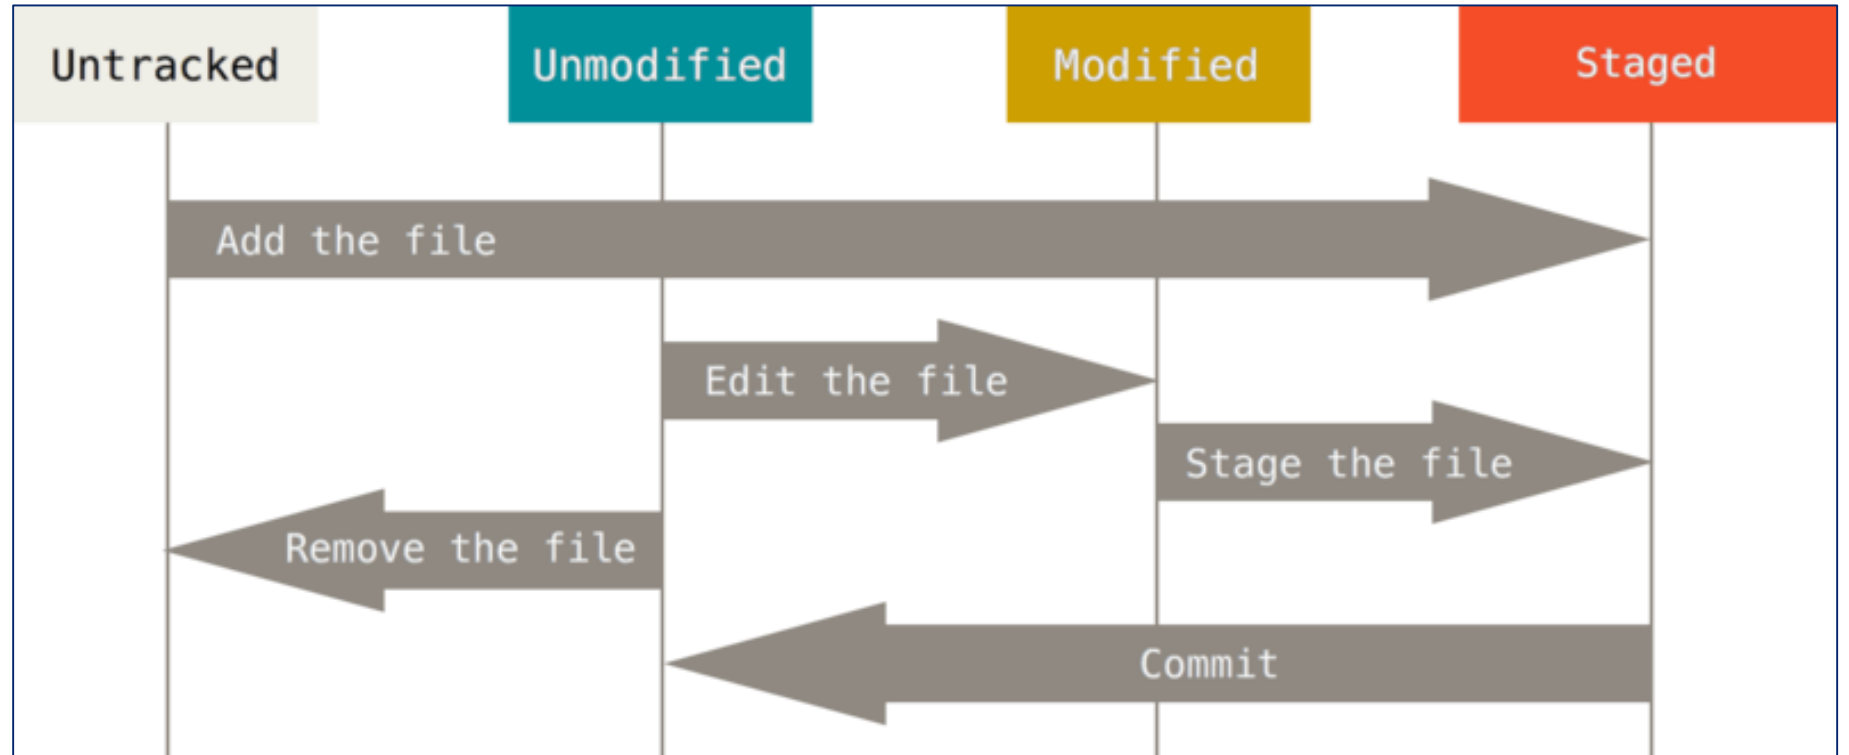 Untracked
Unmodified
Modified
Staged
Add the file
Edit the file
Stage the file
Remove the file
Commit